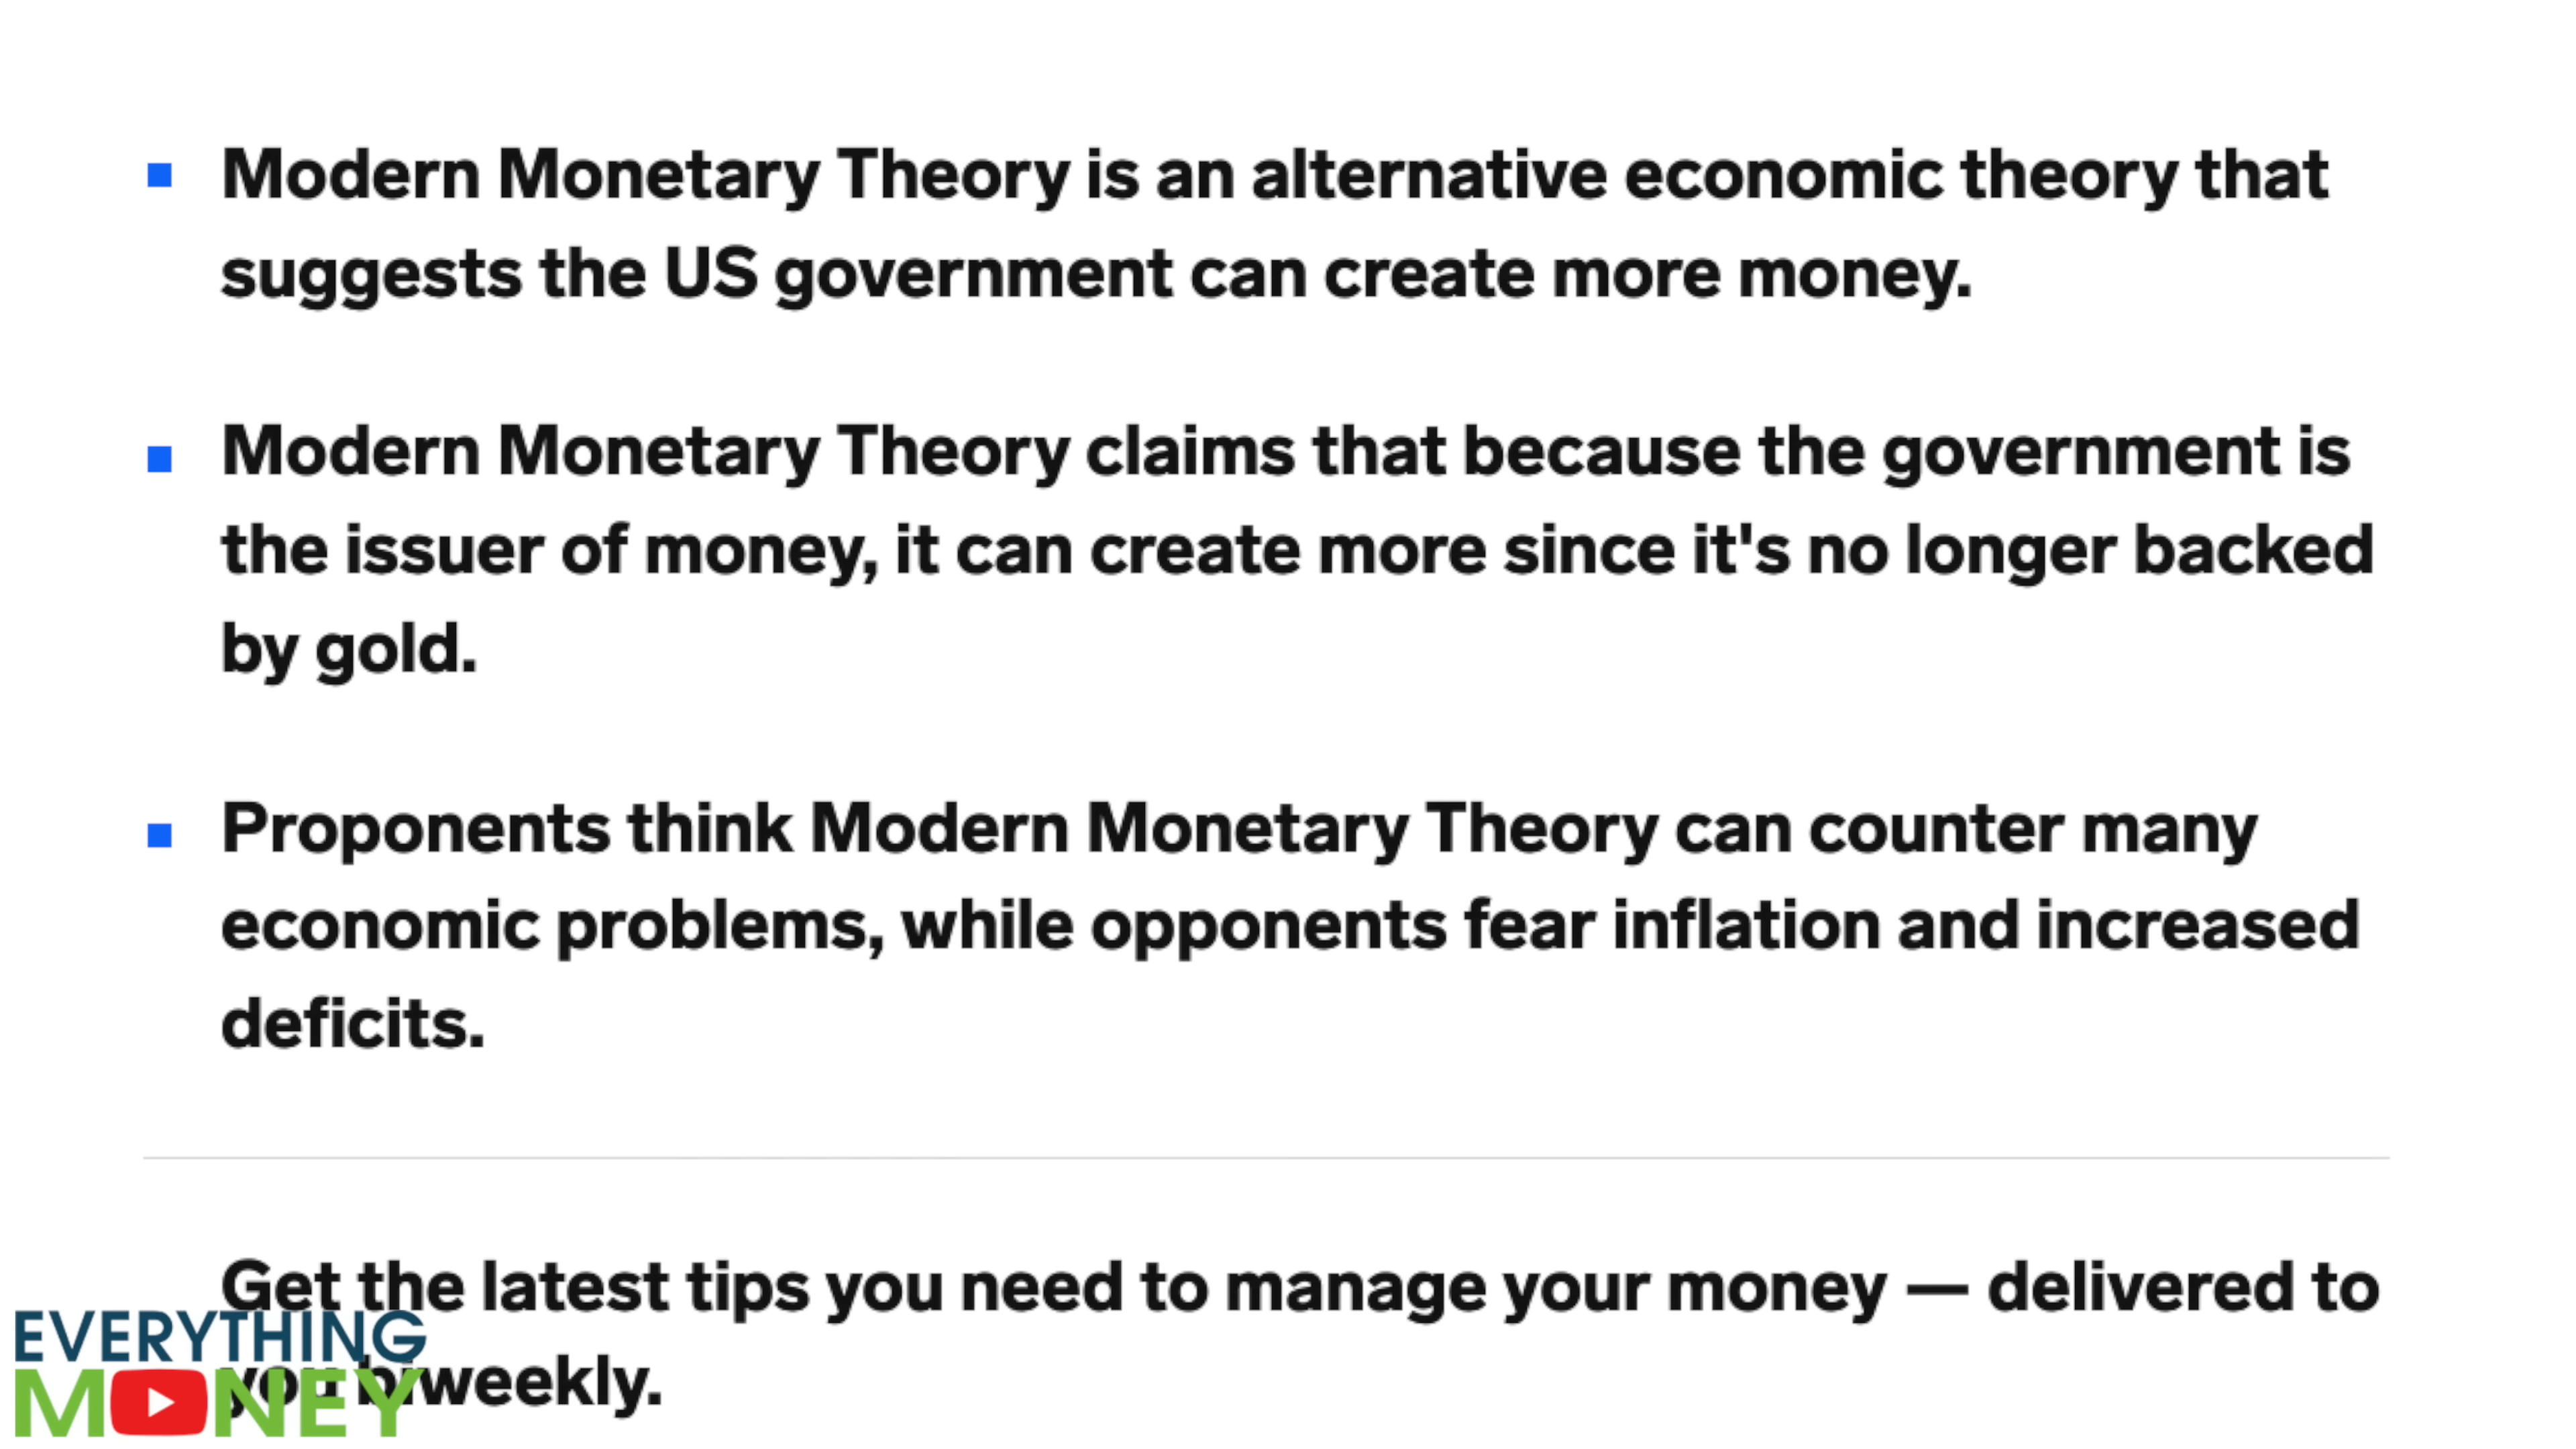 Modern Monetary Theory is an alternative economic theory that
suggests the US government can create more money.
Modern Monetary Theory claims that because the government is
the issuer of money, it can create more since it's no longer backed
by gold.
Proponents think Modern Monetary Theory can counter many
economic problems, while opponents fear inflation and increased
deficits.
Get the latest tips you need to manage your money — delivered to
you biweekly.
EVERYTHING
MONEY